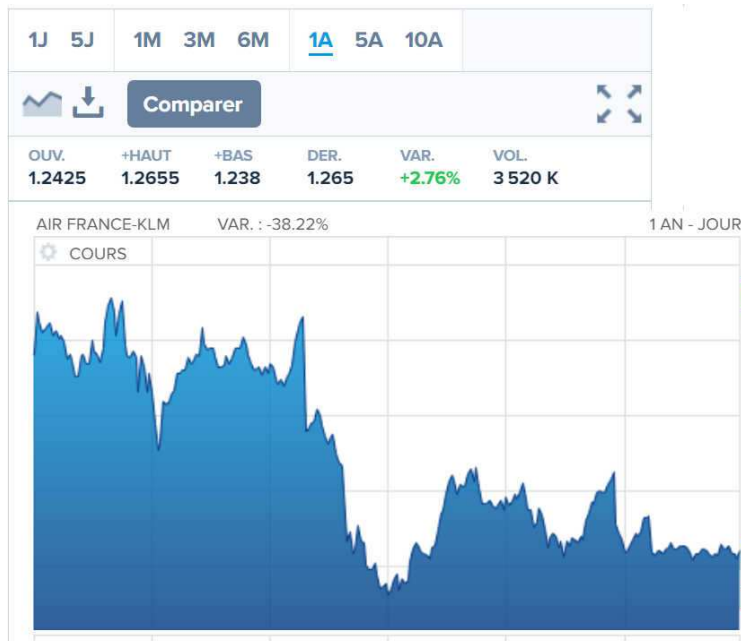 1J 5J 1M 3M 6M 1A 5A 10A
Comparer
OUV. +HAUT +BAS DER. VAR. VOL.
1.2425 1.2655 1.238 1.265 +2.76% 3 520 K
AIR FRANCE-KLM VAR. : -38.22% 1 AN - JOUR
COURS